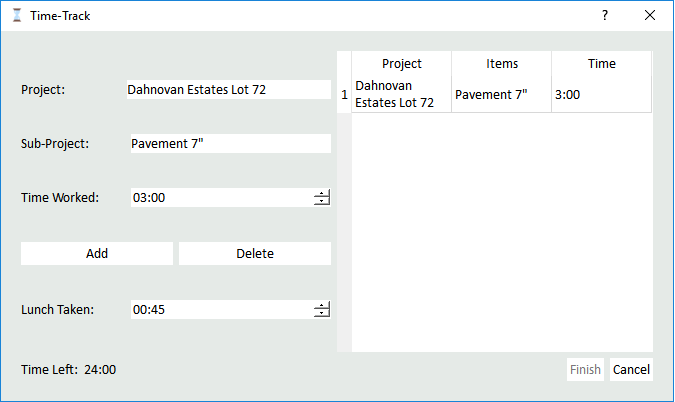 Time-Track
?
Project:
Dahnovan Estates Lot 72
Sub-Project:
Pavement 7"
Time Worked:
03:00
Add
Delete
Lunch Taken:
00:45
Time Left: 24:00
Project Items Time
1 Dahnovan Pavement 7" 3:00
Estates Lot 72
Finish Cancel